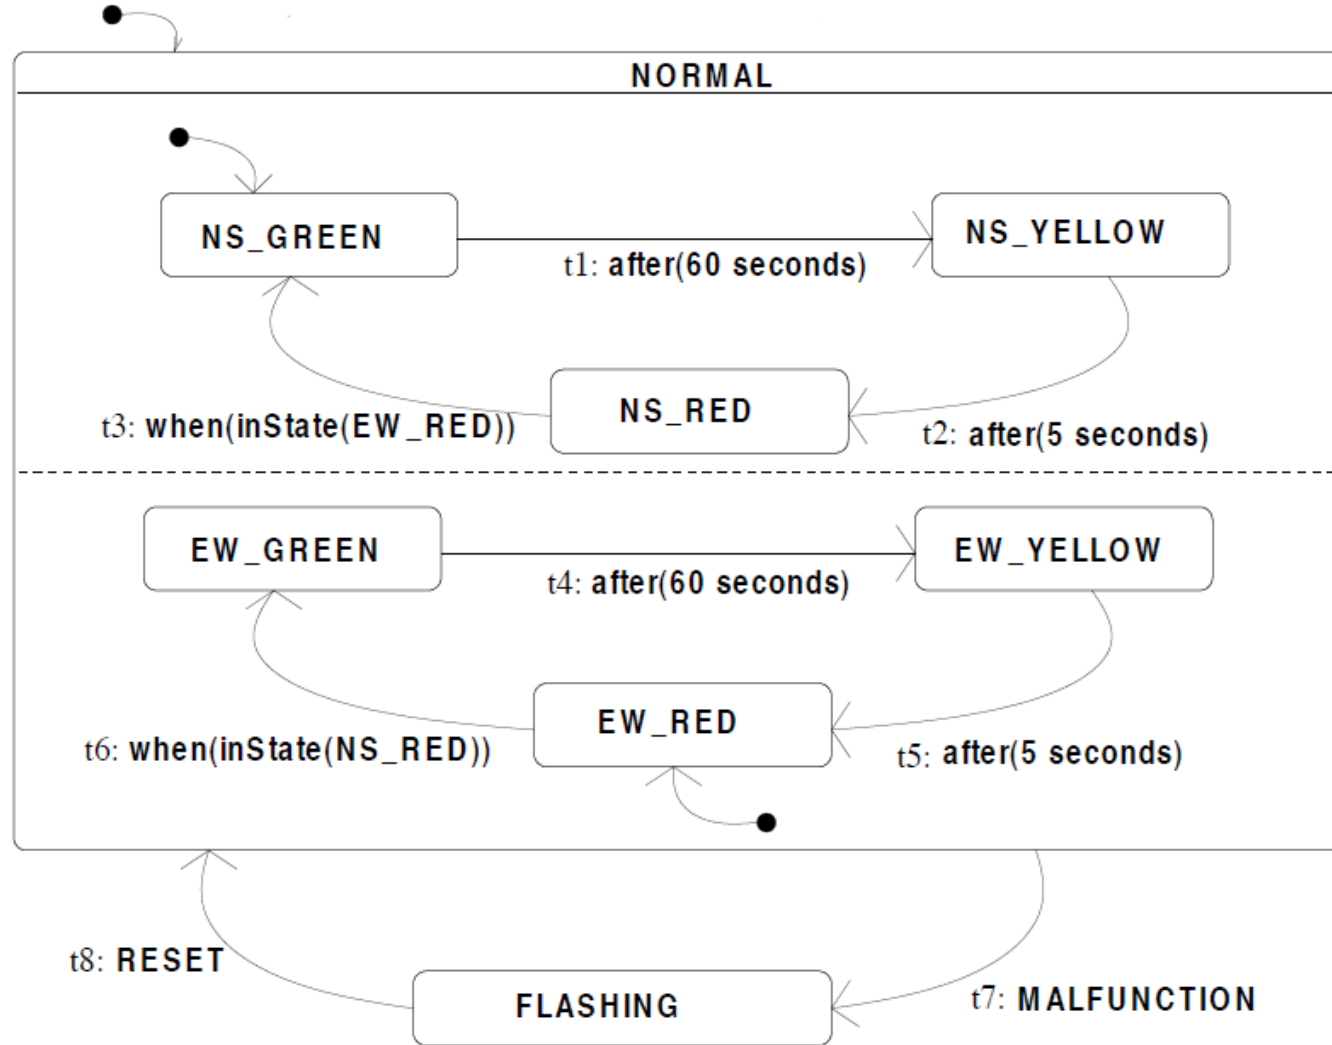 NORMAL
NS_GREEN
NS_YELLOW
t1: after(60 seconds)
NS_RED
t3: when(inState(EW_RED))
t2: after(5 seconds)
EW_GREEN
EW_YELLOW
t4: after(60 seconds)
EW_RED
t6: when(inState(NS_RED))
t5: after(5 seconds)
t8: RESET
FLASHING
t7: MALFUNCTION